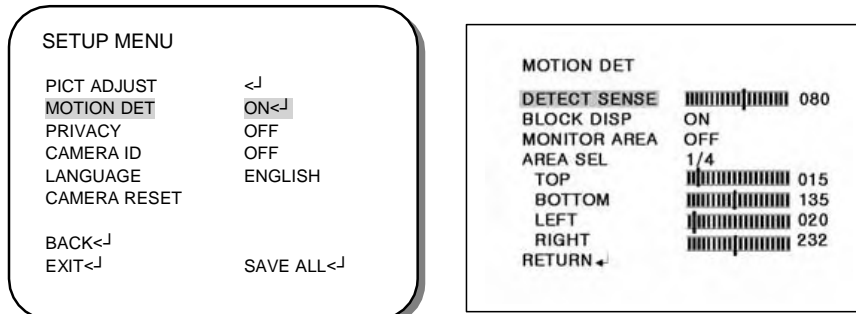 SETUP MENU
PICT ADJUST <┘
MOTION DET ON<┘
PRIVACY OFF
CAMERA ID OFF
LANGUAGE ENGLISH
CAMERA RESET
BACK<┘
EXIT<┘ SAVE ALL<┘
MOTION DET
DETECT SENSE 080
BLOCK DISP ON
MONITOR AREA OFF
AREA SEL 1/4
TOP 015
BOTTOM 135
LEFT 020
RIGHT 232
RETURN↲